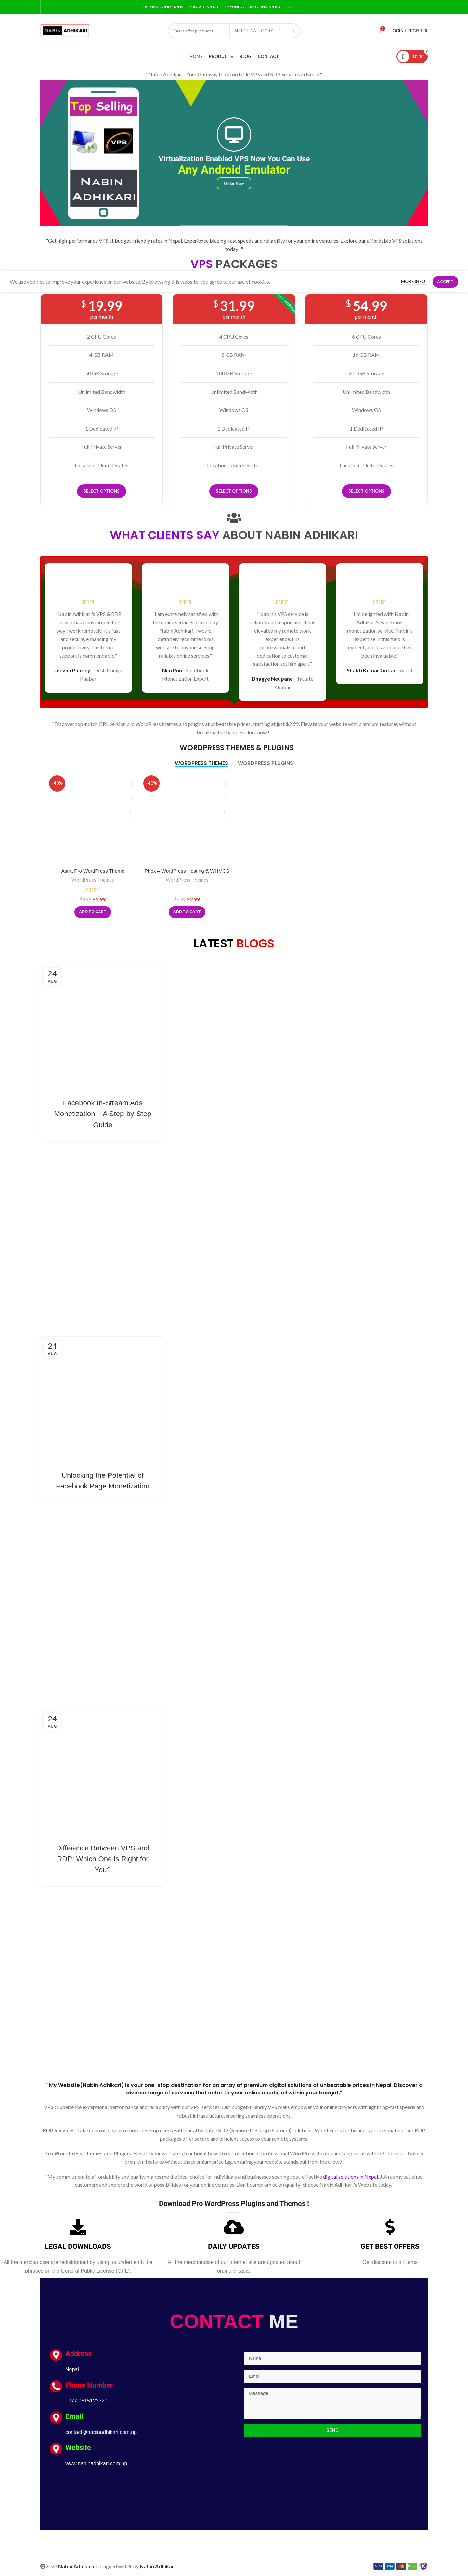 TERMS & CONDITIONS PRIVACY POLICY REFUND AND RETURNS POLICY GPL
NABIN ADHIKARI
Search for products SELECT CATEGORY
LOGIN / REGISTER
HOME PRODUCTS BLOG CONTACT
$0.00
"Nabin Adhikari - Your Gateway to Affordable VPS and RDP Services in Nepal."
Top Selling
VPS
NABIN
ADHIKARI
Virtualization Enabled VPS Now You Can Use
Any Android Emulator
Order Now
"Get high-performance VPS at budget-friendly rates in Nepal. Experience blazing-fast speeds and reliability for your online ventures. Explore our affordable VPS solutions
today !!"
VPS PACKAGES
We use cookies to improve your experience on our website. By browsing this website, you agree to our use of cookies.
MORE INFO
ACCEPT
$ 19.99
per month
2 CPU Cores
4 GB RAM
50 GB Storage
Unlimited Bandwidth
Windows OS
1 Dedicated IP
Full Private Server
Location - United States
SELECT OPTIONS
$ 31.99
per month
4 CPU Cores
8 GB RAM
100 GB Storage
Unlimited Bandwidth
Windows OS
1 Dedicated IP
Full Private Server
Location - United States
SELECT OPTIONS
$ 54.99
per month
6 CPU Cores
16 GB RAM
200 GB Storage
Unlimited Bandwidth
Windows OS
1 Dedicated IP
Full Private Server
Location - United States
SELECT OPTIONS
WHAT CLIENTS SAY ABOUT NABIN ADHIKARI
"Nabin Adhikari's VPS & RDP
service has transformed the
way I work remotely. It's fast
and secure, enhancing my
productivity. Customer
support is commendable."
Jeevan Pandey - Desh Duniya
Khabar
"I am extremely satisfied with
the online services offered by
Nabin Adhikari. I would
definitely recommend his
website to anyone seeking
reliable online services."
Nim Pun - Facebook
Monetization Expert
"Nabin's VPS service is
reliable and responsive. It has
elevated my remote work
experience. His
professionalism and
dedication to customer
satisfaction set him apart."
Bhagye Neupane - Tattatu
Khabar
"I'm delighted with Nabin
Adhikari's Facebook
monetization service. Nabin's
expertise in this field is
evident, and his guidance has
been invaluable."
Shakti Kumar Godar - Artist
"Discover top-notch GPL version pro WordPress themes and plugins at unbeatable prices, starting at just $2.99. Elevate your website with premium features without
breaking the bank. Explore now !"
WORDPRESS THEMES & PLUGINS
WORDPRESS THEMES WORDPRESS PLUGINS
-40%
Astra Pro WordPress Theme
WordPress Themes
$4.99 $2.99
ADD TO CART
-40%
Phox – WordPress Hosting & WHMCS
WordPress Themes
$4.99 $2.99
ADD TO CART
LATEST BLOGS
24
AUG
Facebook In-Stream Ads
Monetization – A Step-by-Step
Guide
24
AUG
Unlocking the Potential of
Facebook Page Monetization
24
AUG
Difference Between VPS and
RDP: Which One is Right for
You?
" My Website(Nabin Adhikari) is your one-stop destination for an array of premium digital solutions at unbeatable prices in Nepal. Discover a
diverse range of services that cater to your online needs, all within your budget."
VPS : Experience exceptional performance and reliability with our VPS services. Our budget-friendly VPS plans empower your online projects with lightning-fast speeds and
robust infrastructure, ensuring seamless operations.
RDP Services: Take control of your remote desktop needs with our affordable RDP (Remote Desktop Protocol) solutions. Whether it's for business or personal use, our RDP
packages offer secure and efficient access to your remote systems.
Pro WordPress Themes and Plugins: Elevate your website's functionality with our collection of professional WordPress themes and plugins, all with GPL licenses. Unlock
premium features without the premium price tag, ensuring your website stands out from the crowd.
"My commitment to affordability and quality makes me the ideal choice for individuals and businesses seeking cost-effective digital solutions in Nepal. Join as my satisfied
customers and explore the world of possibilities for your online ventures. Don't compromise on quality; choose Nabin Adhikari's Website today."
Download Pro WordPress Plugins and Themes !
LEGAL DOWNLOADS
All the merchandise are redistributed by using us underneath the
phrases on the General Public License (GPL).
DAILY UPDATES
All the merchandise of our internet site are updated about
ordinary basis.
GET BEST OFFERS
Get discount in all items
CONTACT ME
Address
Nepal
Phone Number
+977 9815122329
Email
contact@nabinadhikari.com.np
Website
www.nabinadhikari.com.np
Name
Email
Message
SEND
2023 Nabin Adhikari. Designed with ♥ by Nabin Adhikari